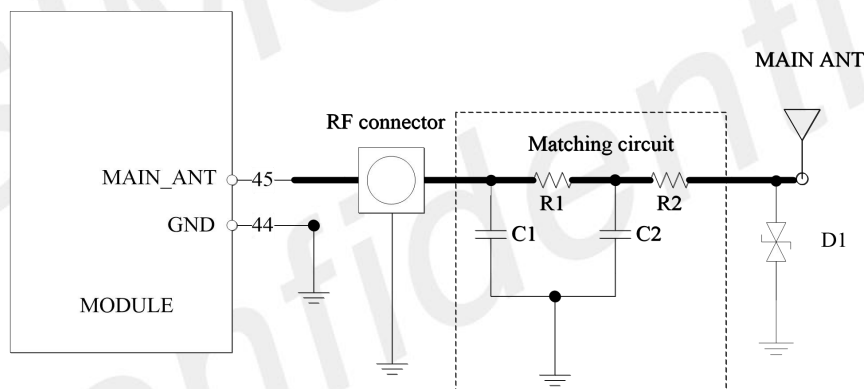 MAIN ANT
RF connector
Matching circuit
MAIN_ANT
45
R1
R2
GND
44
C1
C2
D1
MODULE